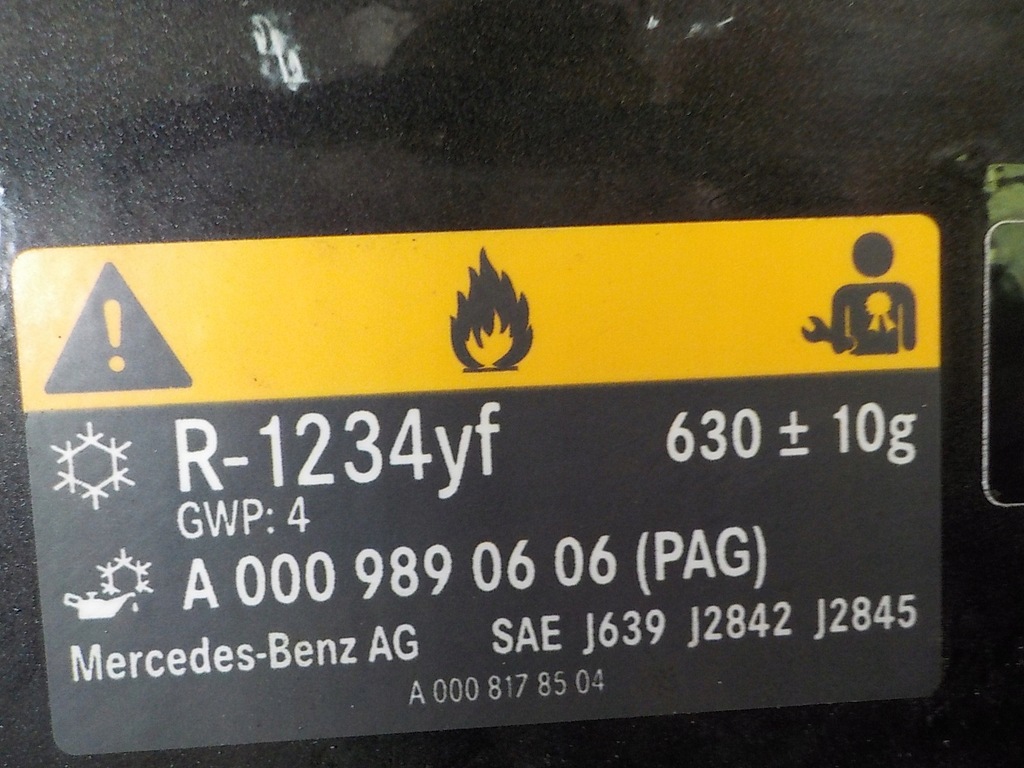 R-1234yf 630 ± 10g
GWP: 4
A 000 989 06 06 (PAG)
Mercedes-Benz AG SAE J639 J2842 J2845
A 000 817 85 04